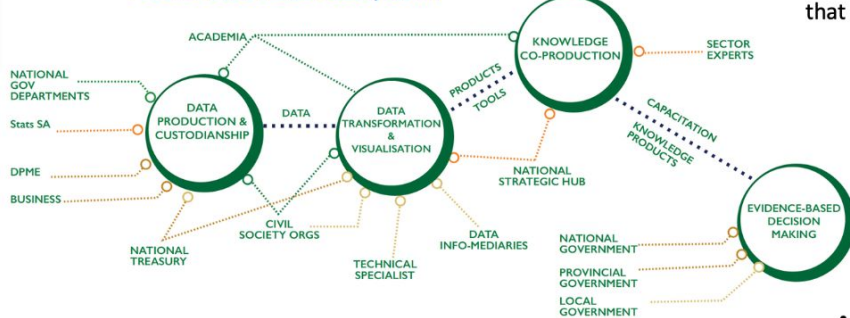 that
ACADEMIA
KNOWLEDGE
CO-PRODUCTION
SECTOR
EXPERTS
NATIONAL
GOV
DEPARTMENTS
Stats SA
DPME
BUSINESS
DATA
PRODUCTION &
CUSTODIANSHIP
DATA
DATA
TRANSFORMATION
&
VISUALISATION
PRODUCTS
TOOLS
CAPACITATION
KNOWLEDGE
PRODUCTS
NATIONAL
STRATEGIC HUB
NATIONAL
TREASURY
CIVIL
SOCIETY ORGS
TECHNICAL
SPECIALIST
DATA
INFO-MEDIARIES
EVIDENCE-BASED
DECISION
MAKING
NATIONAL
GOVERNMENT
PROVINCIAL
GOVERNMENT
LOCAL
GOVERNMENT